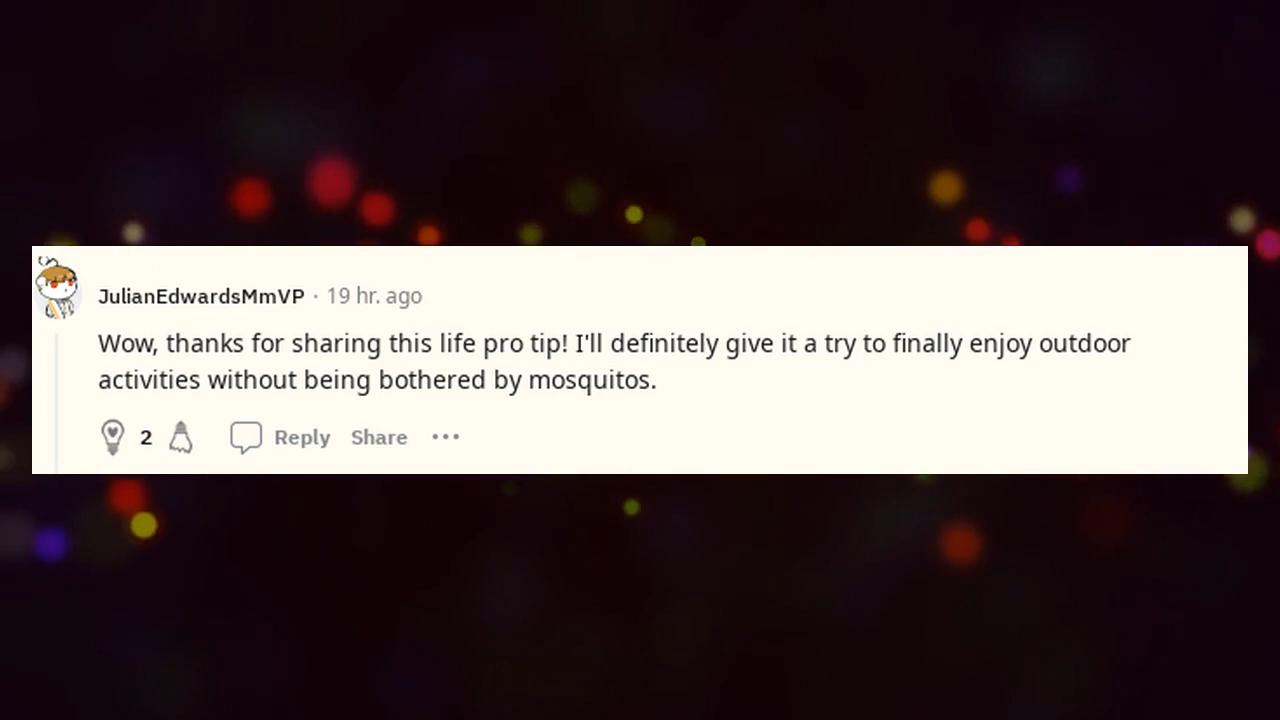 JulianEdwardsMmVP · 19 hr. ago
Wow, thanks for sharing this life pro tip! I'll definitely give it a try to finally enjoy outdoor
activities without being bothered by mosquitos.
2 Reply Share ···